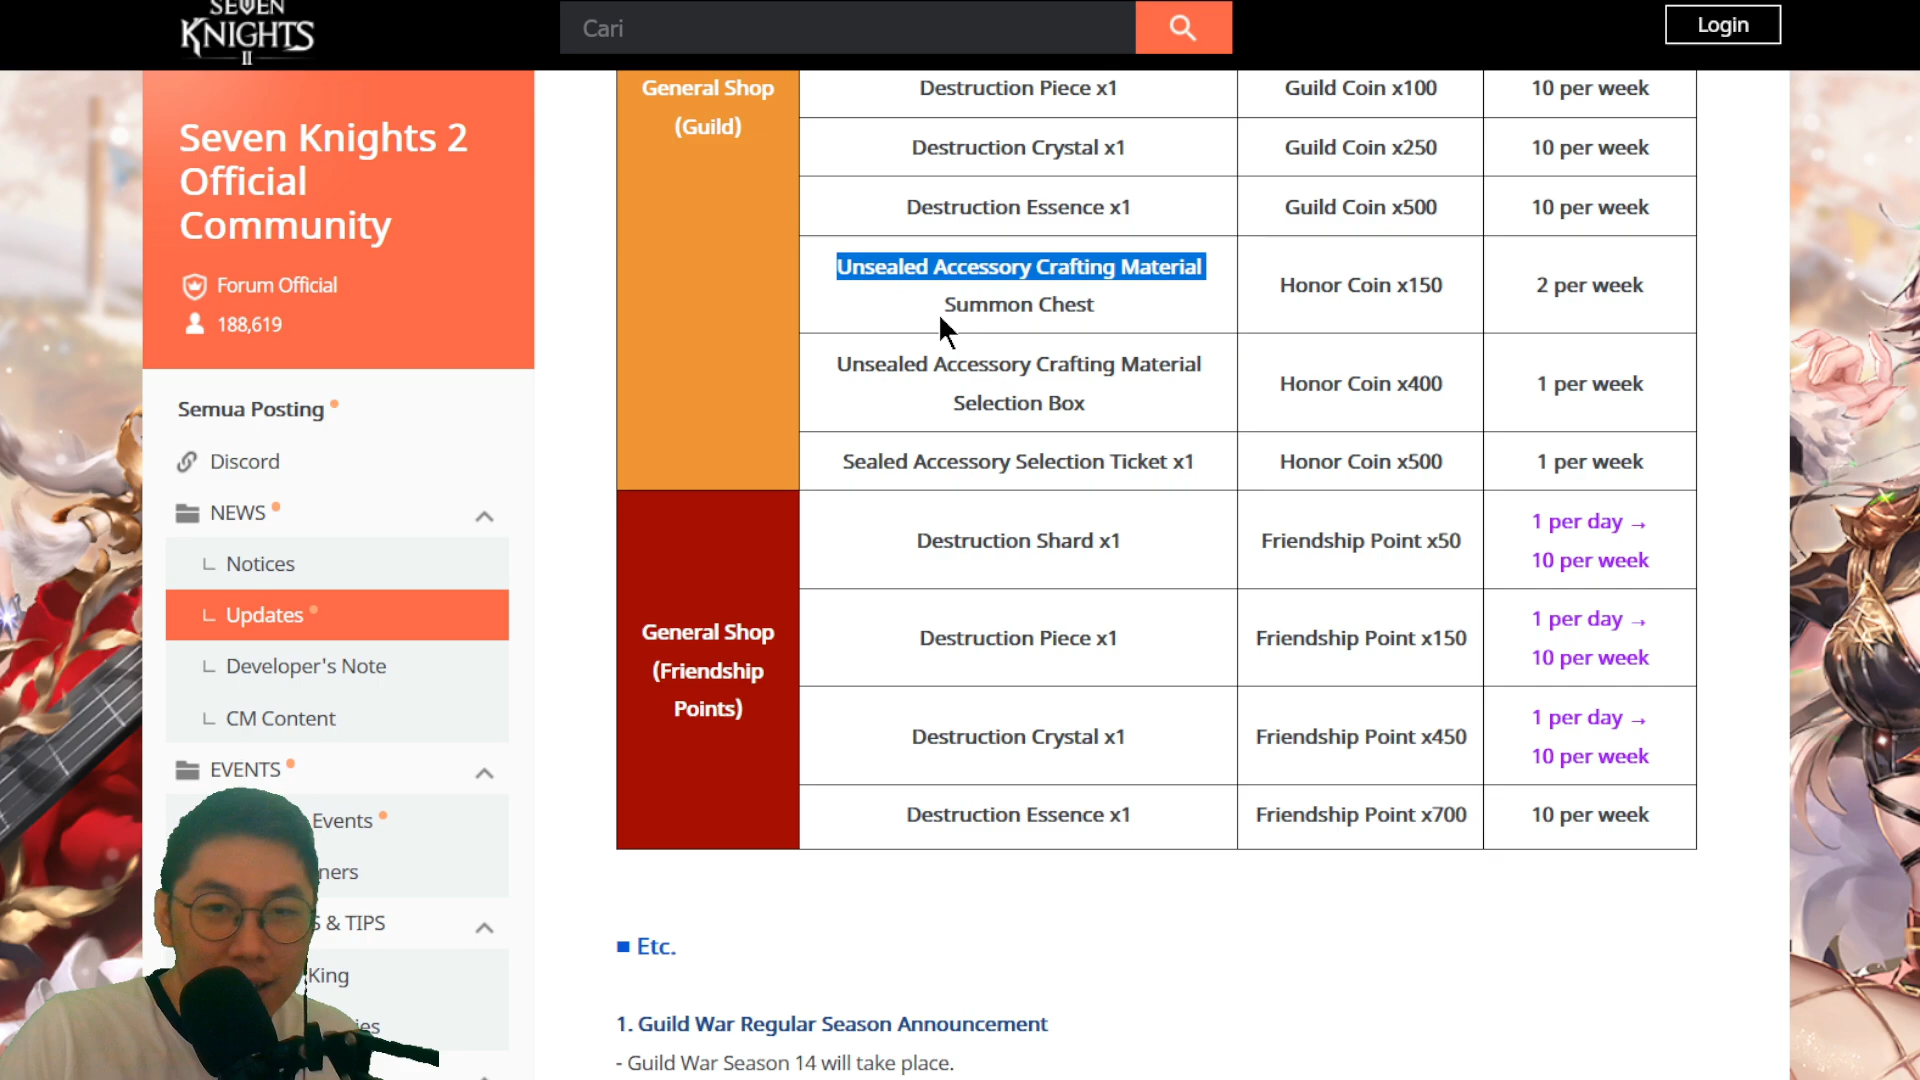 SEVEN
KNIGHTS
II
Cari
Login
Seven Knights 2
Official
Community
Forum Official
188,619
Semua Posting
Discord
NEWS
Notices
Updates
Developer's Note
CM Content
EVENTS
Events
ners
S & TIPS
King
ies
General Shop
(Guild)
Destruction Piece x1
Guild Coin x100
10 per week
Destruction Crystal x1
Guild Coin x250
10 per week
Destruction Essence x1
Guild Coin x500
10 per week
Unsealed Accessory Crafting Material
Summon Chest
Honor Coin x150
2 per week
Unsealed Accessory Crafting Material
Selection Box
Honor Coin x400
1 per week
Sealed Accessory Selection Ticket x1
Honor Coin x500
1 per week
General Shop
(Friendship
Points)
Destruction Shard x1
Friendship Point x50
1 per day →
10 per week
Destruction Piece x1
Friendship Point x150
1 per day →
10 per week
Destruction Crystal x1
Friendship Point x450
1 per day →
10 per week
Destruction Essence x1
Friendship Point x700
10 per week
■ Etc.
1. Guild War Regular Season Announcement
- Guild War Season 14 will take place.